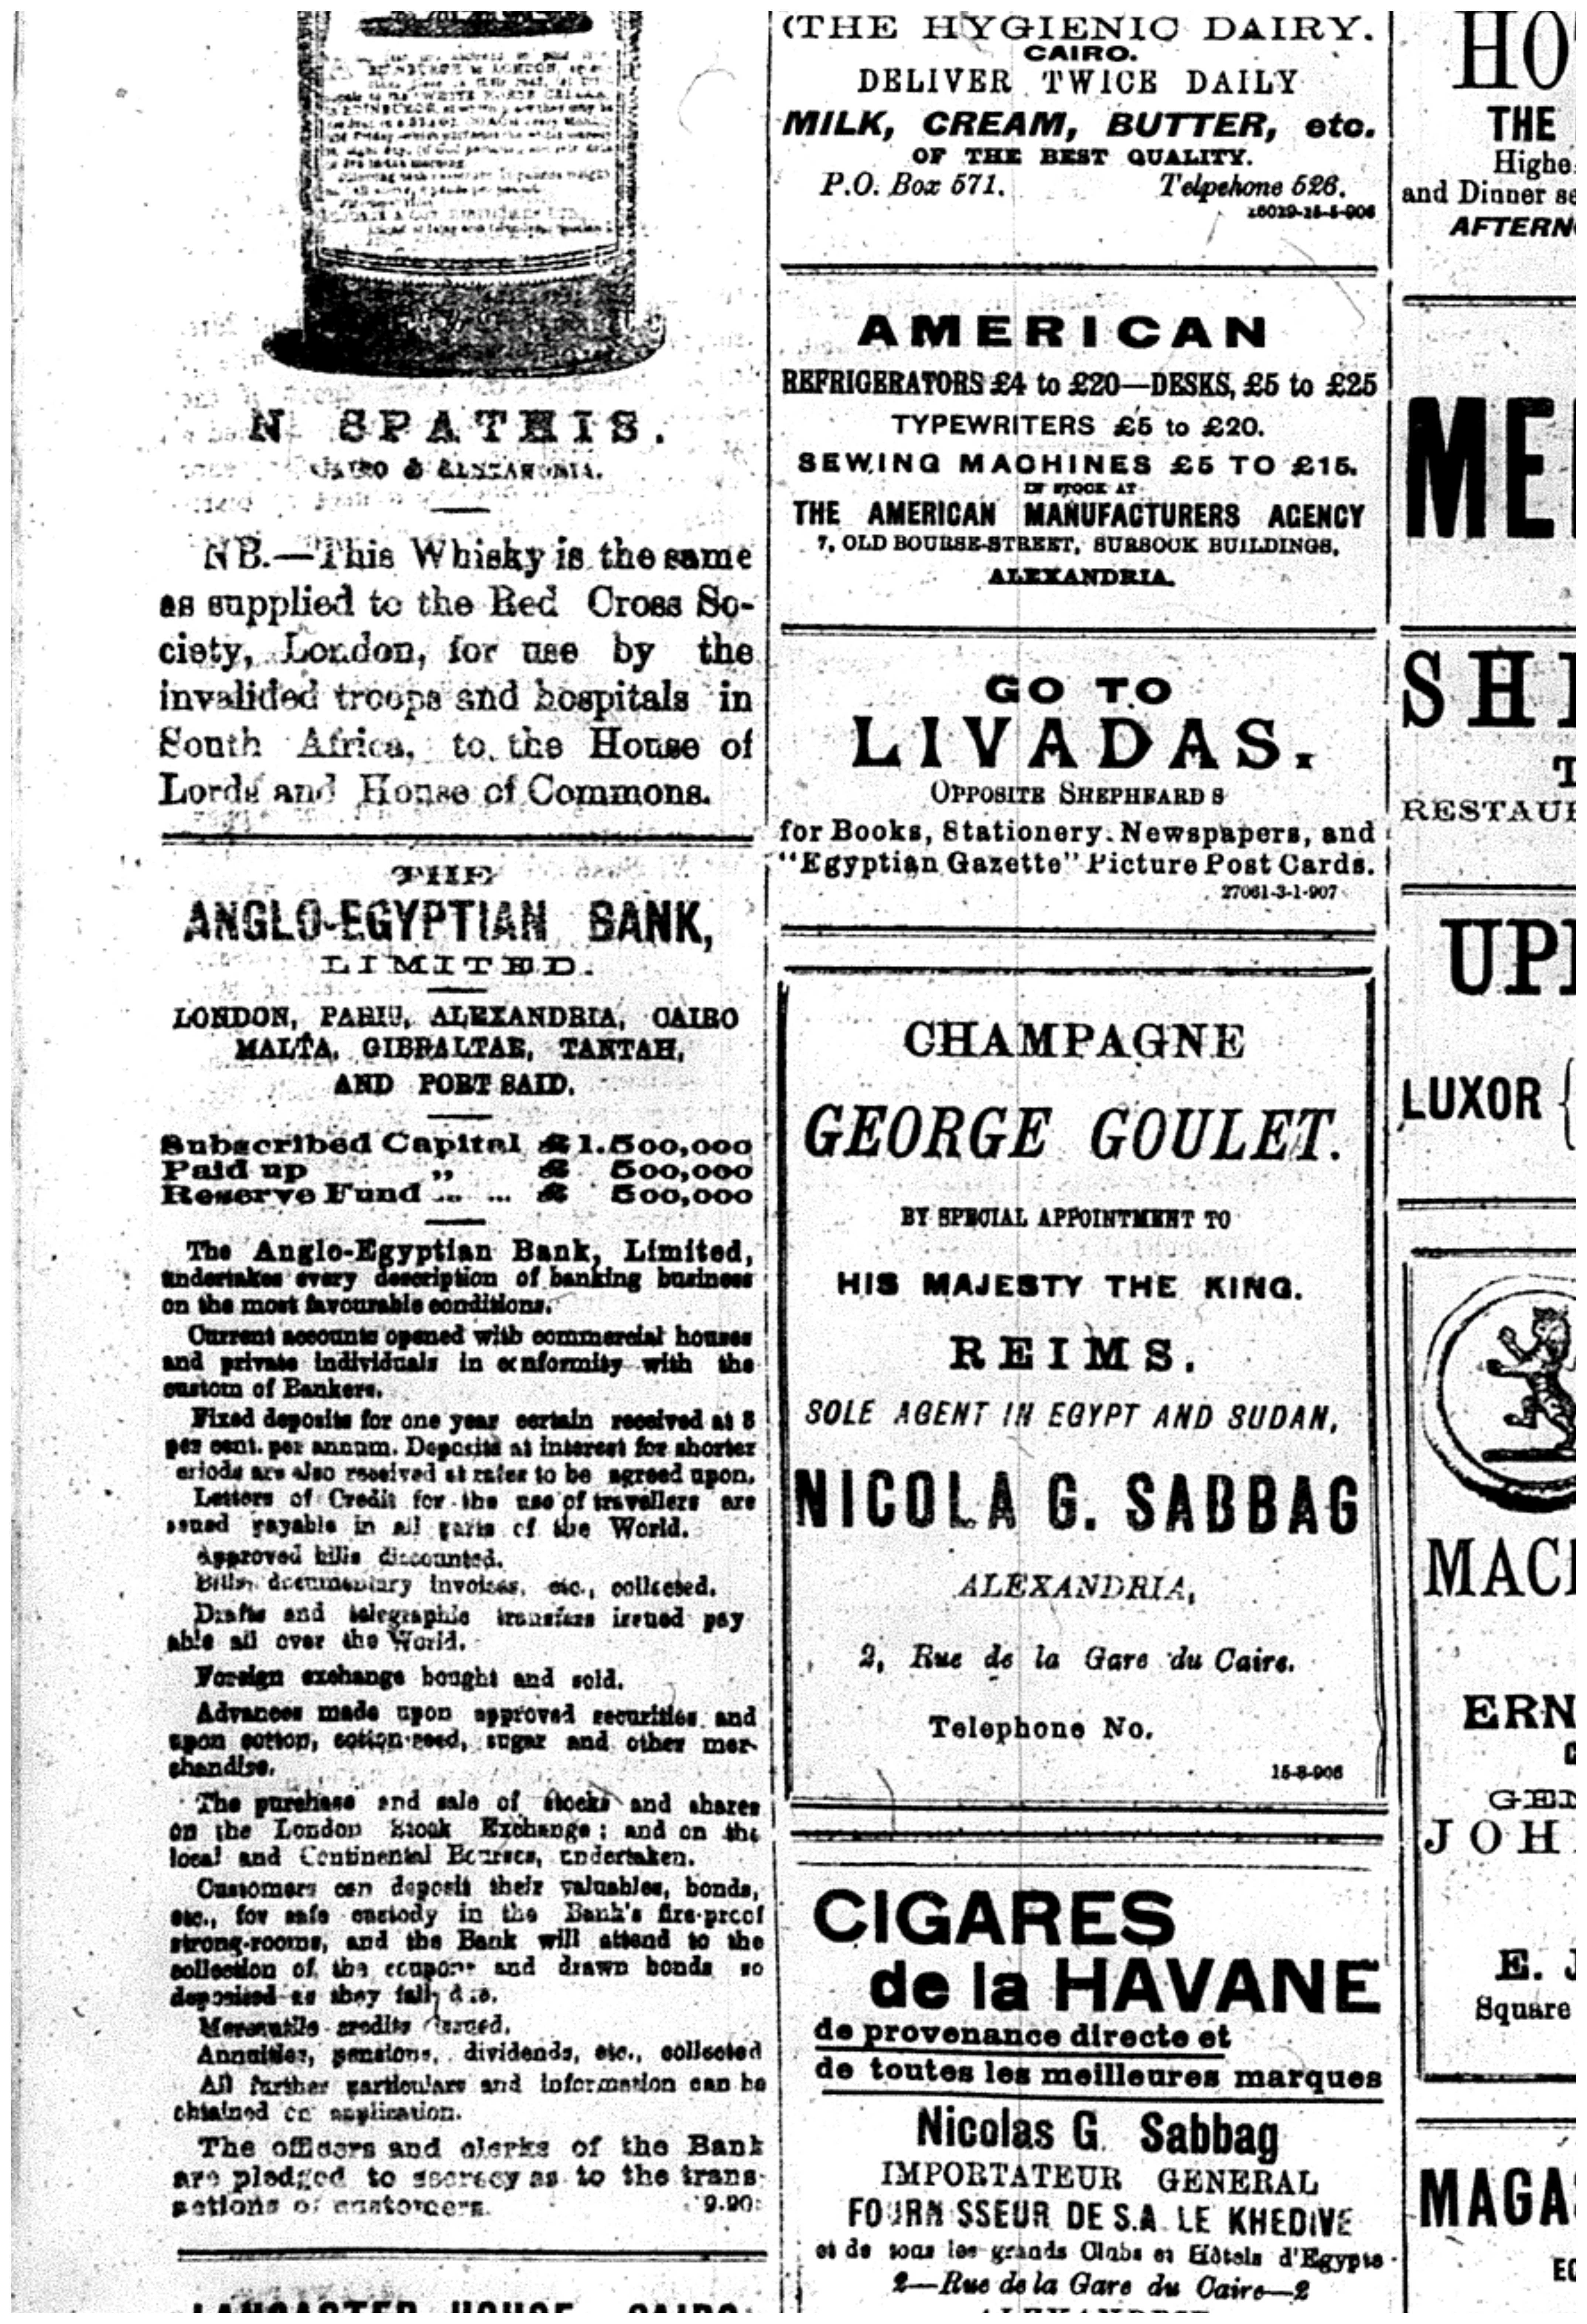 EDINBURGH LONDON
WHITE HORSE CELLAR
N SPATHIS.
CAIRO & ALEXANDRIA.
NB.—This Whisky is the same
as supplied to the Red Cross So-
ciety, London, for use by the
invalided troops and hospitals in
South Africa, to the House of
Lords and House of Commons.
THE
ANGLO-EGYPTIAN BANK,
LIMITED.
LONDON, PARIS, ALEXANDRIA, CAIRO
MALTA, GIBRALTAR, TANTAH,
AND PORT SAID.
Subscribed Capital £1.500,000
Paid up ,, £ 500,000
Reserve Fund ... ... £ 500,000
The Anglo-Egyptian Bank, Limited,
undertakes every description of banking business
on the most favourable conditions.
Current accounts opened with commercial houses
and private individuals in conformity with the
custom of Bankers.
Fixed deposits for one year certain received at 3
per cent. per annum. Deposits at interest for shorter
eriods are also received at rates to be agreed upon.
Letters of Credit for the use of travellers are
ssued payable in all parts of the World.
Approved bills discounted.
Bills, documentary invoices, etc., collected.
Drafts and telegraphic transfers issued pay
able all over the World.
Foreign exchange bought and sold.
Advances made upon approved securities and
upon cotton, cotton-seed, sugar and other mer-
chandise.
The purchase and sale of stocks and shares
on the London Stock Exchange; and on the
local and Continental Bourses, undertaken.
Customers can deposit their valuables, bonds,
etc., for safe custody in the Bank's fire-proof
strong-rooms, and the Bank will attend to the
collection of the coupons and drawn bonds so
deposited as they fall due.
Mercantile credits issued.
Annuities, pensions, dividends, etc., collected
All further particulars and information can be
obtained on application.
The officers and clerks of the Bank
are pledged to secrecy as to the trans-
actions of customers.
LANCASTER HOUSE, CAIRO
(THE HYGIENIC DAIRY.
CAIRO.
DELIVER TWICE DAILY
MILK, CREAM, BUTTER, etc.
OF THE BEST QUALITY.
P.O. Box 571. Telpehone 526.
26029-15-5-906
AMERICAN
REFRIGERATORS £4 to £20—DESKS, £5 to £25
TYPEWRITERS £5 to £20.
SEWING MACHINES £5 TO £15.
IN STOCK AT
THE AMERICAN MANUFACTURERS AGENCY
7, OLD BOURSE-STREET, SURSOCK BUILDINGS,
ALEXANDRIA.
GO TO
LIVADAS.
OPPOSITE SHEPHEARD S
for Books, Stationery. Newspapers, and
"Egyptian Gazette" Picture Post Cards.
27061-3-1-907
CHAMPAGNE
GEORGE GOULET.
BY SPECIAL APPOINTMENT TO
HIS MAJESTY THE KING.
REIMS.
SOLE AGENT IN EGYPT AND SUDAN,
NICOLA G. SABBAG
ALEXANDRIA,
2, Rue de la Gare du Caire.
Telephone No.
15-8-906
CIGARES
de la HAVANE
de provenance directe et
de toutes les meilleures marques
Nicolas G. Sabbag
IMPORTATEUR GENERAL
FOURN SSEUR DE S.A. LE KHEDIVE
et de tous les grands Clubs et Hôtels d'Egypte
2—Rue de la Gare du Caire—2
HO
THE
Highe
and Dinner se
AFTERN
ME
SH
T
RESTAU
UP
LUXOR {
MAC
ERN
GEN
JOH
E. J
Square
MAGA
EC